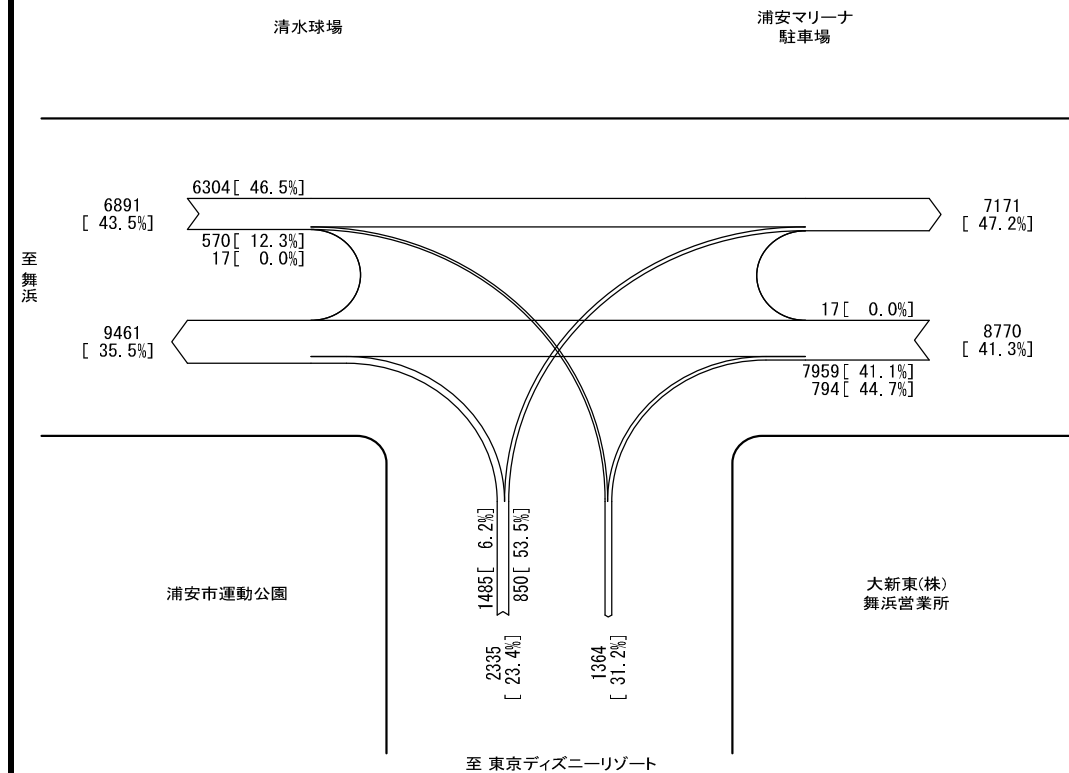 清水球場
浦安マリーナ
駐車場
6304[ 46.5%]
6891
[ 43.5%]
7171
[ 47.2%]
570[ 12.3%]
17[ 0.0%]
至 舞浜
17[ 0.0%]
9461
[ 35.5%]
8770
[ 41.3%]
7959[ 41.1%]
794[ 44.7%]
1485[ 6.2%]
850[ 53.5%]
浦安市運動公園
大新東(株)
舞浜営業所
2335
[ 23.4%]
1364
[ 31.2%]
至 東京ディズニーリゾート